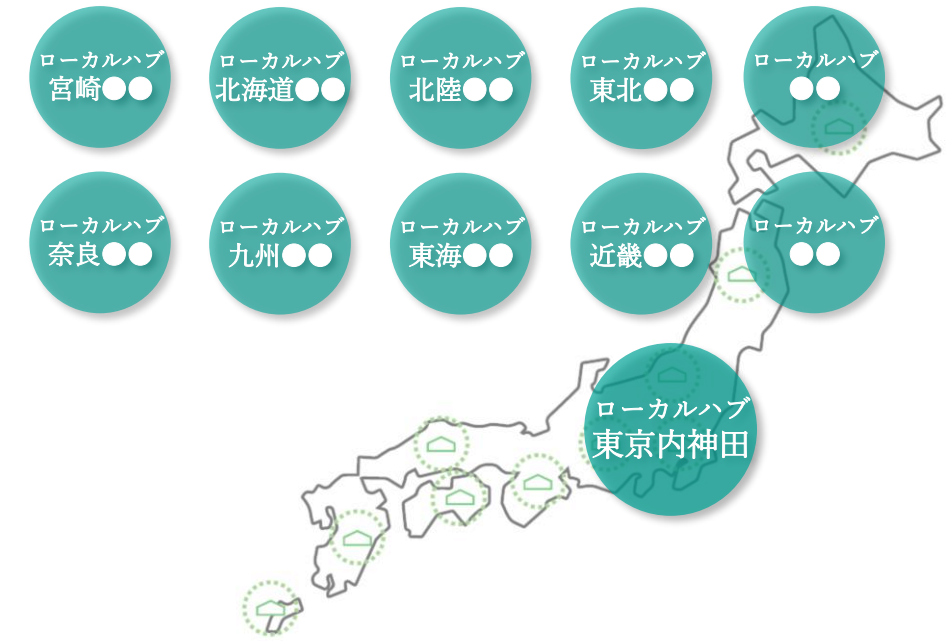 ローカルハブ
宮崎●●
ローカルハブ
北海道●●
ローカルハブ
北陸●●
ローカルハブ
東北●●
ローカルハブ
●●
ローカルハブ
奈良●●
ローカルハブ
九州●●
ローカルハブ
東海●●
ローカルハブ
近畿●●
ローカルハブ
●●
ローカルハブ
東京内神田